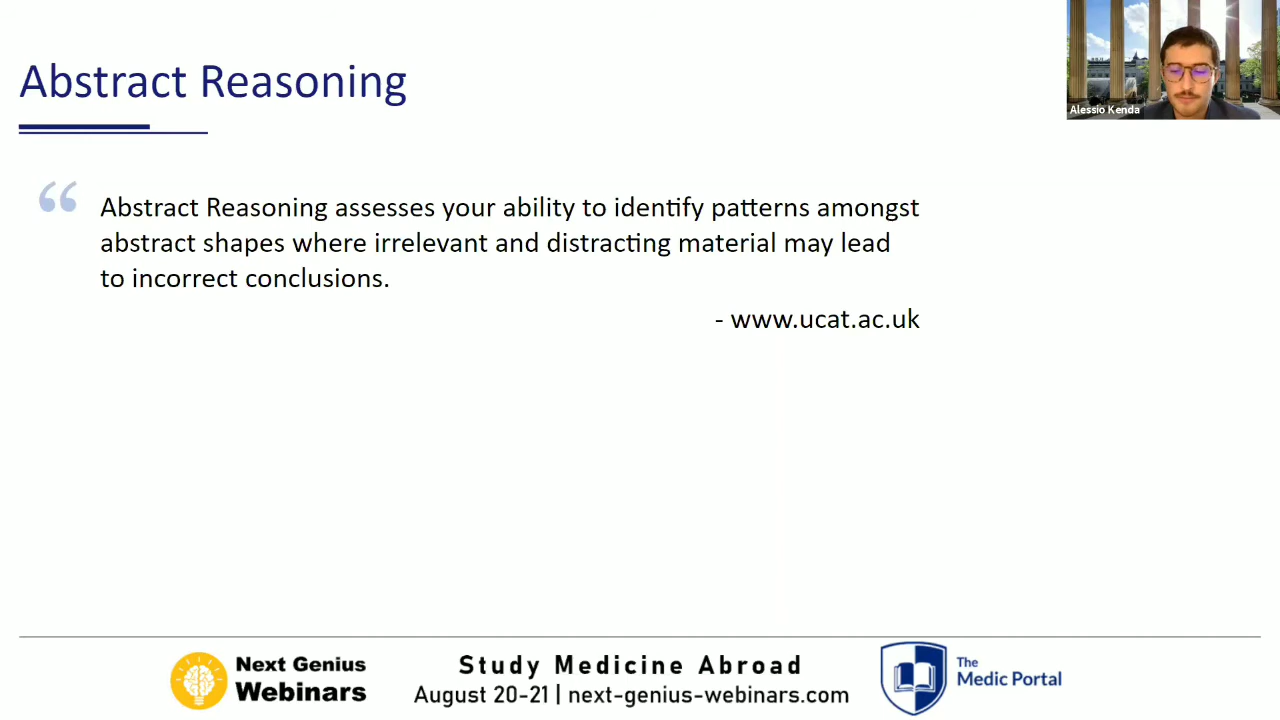 Abstract Reasoning
Alessio Kenda
“
Abstract Reasoning assesses your ability to identify patterns amongst
abstract shapes where irrelevant and distracting material may lead
to incorrect conclusions.
- www.ucat.ac.uk
Next Genius
Webinars
Study Medicine Abroad
August 20-21 | next-genius-webinars.com
The
Medic Portal